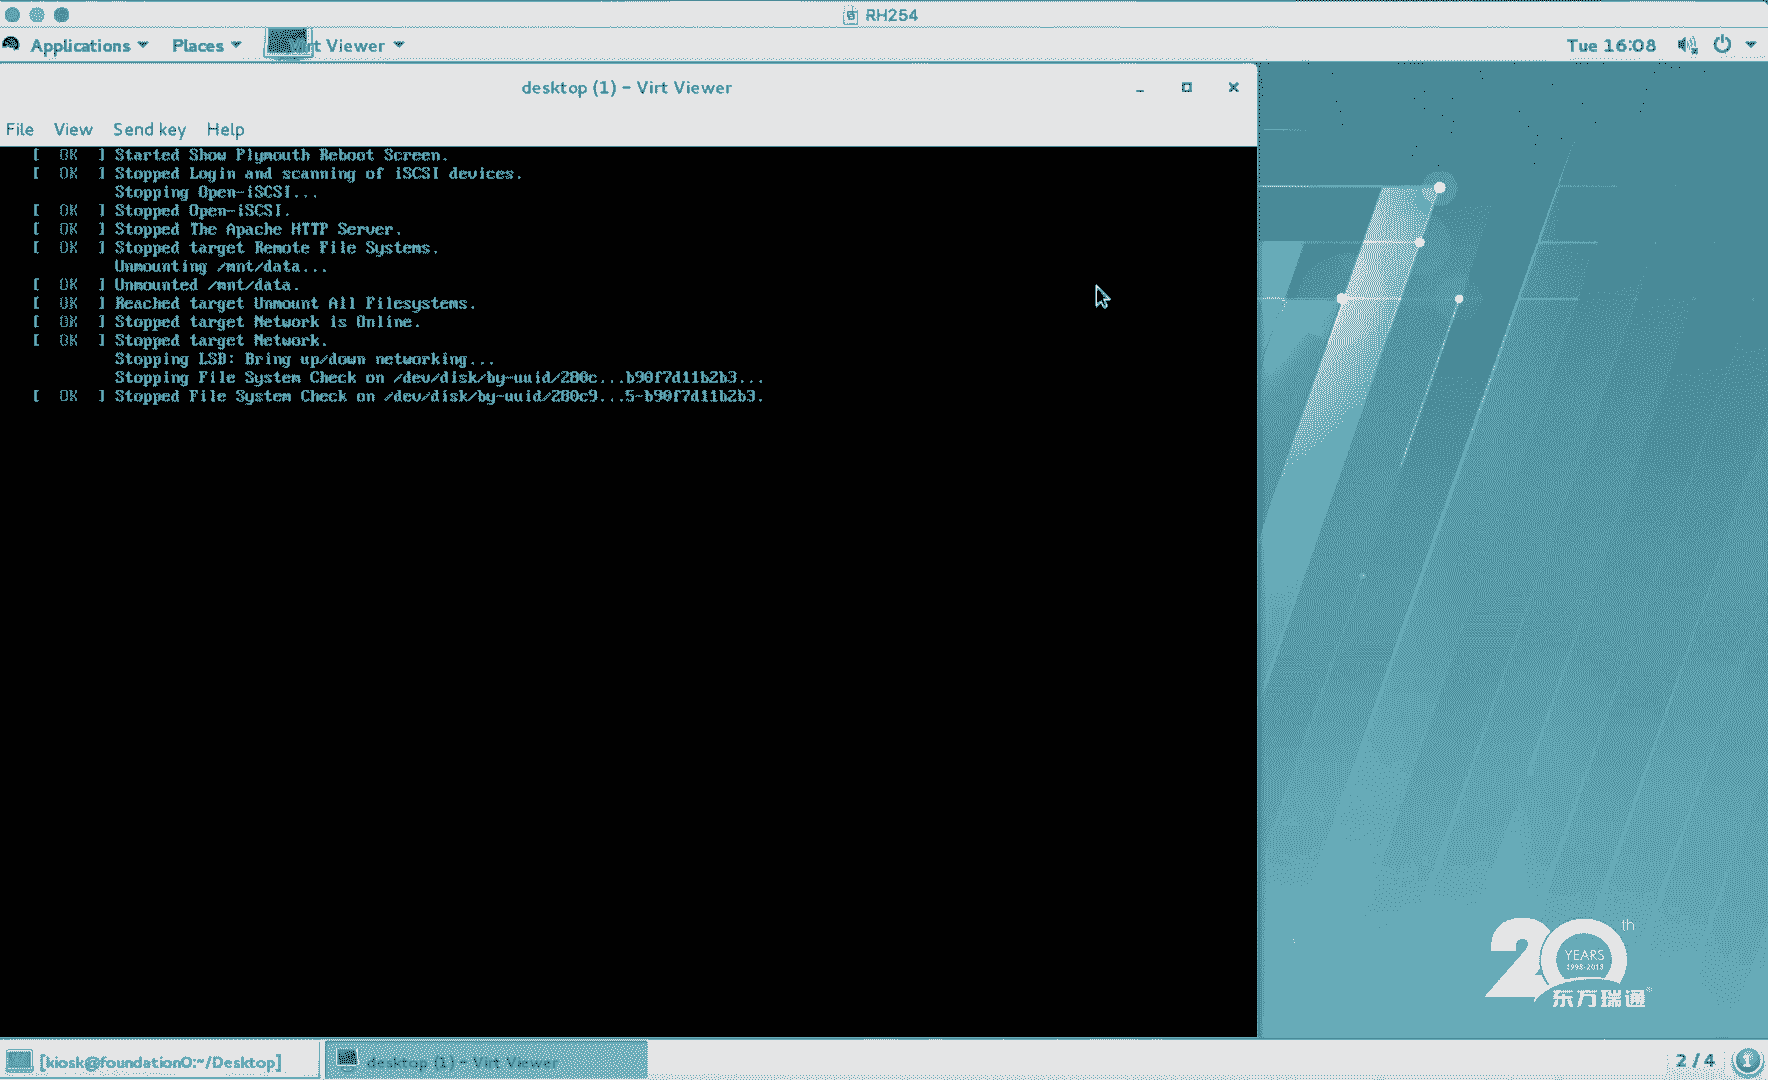 RH254
Applications Places Virt Viewer Tue 16:08
desktop (1) - Virt Viewer
File View Send key Help
[ OK ] Started Show Plymouth Reboot Screen.
[ OK ] Stopped Login and scanning of iSCSI devices.
Stopping Open-iSCSI...
[ OK ] Stopped Open-iSCSI.
[ OK ] Stopped The Apache HTTP Server.
[ OK ] Stopped target Remote File Systems.
Unmounting /mnt/data...
[ OK ] Unmounted /mnt/data.
[ OK ] Reached target Unmount All Filesystems.
[ OK ] Stopped target Network is Online.
[ OK ] Stopped target Network.
Stopping LSB: Bring up/down networking...
Stopping File System Check on /dev/disk/by-uuid/280c...b90f7d11b2b3...
[ OK ] Stopped File System Check on /dev/disk/by-uuid/280c9...5-b90f7d11b2b3.
20th
YEARS
1998-2018
东方瑞通®
[kiosk@foundation0:~/Desktop] desktop (1) - Virt Viewer 2 / 4 1